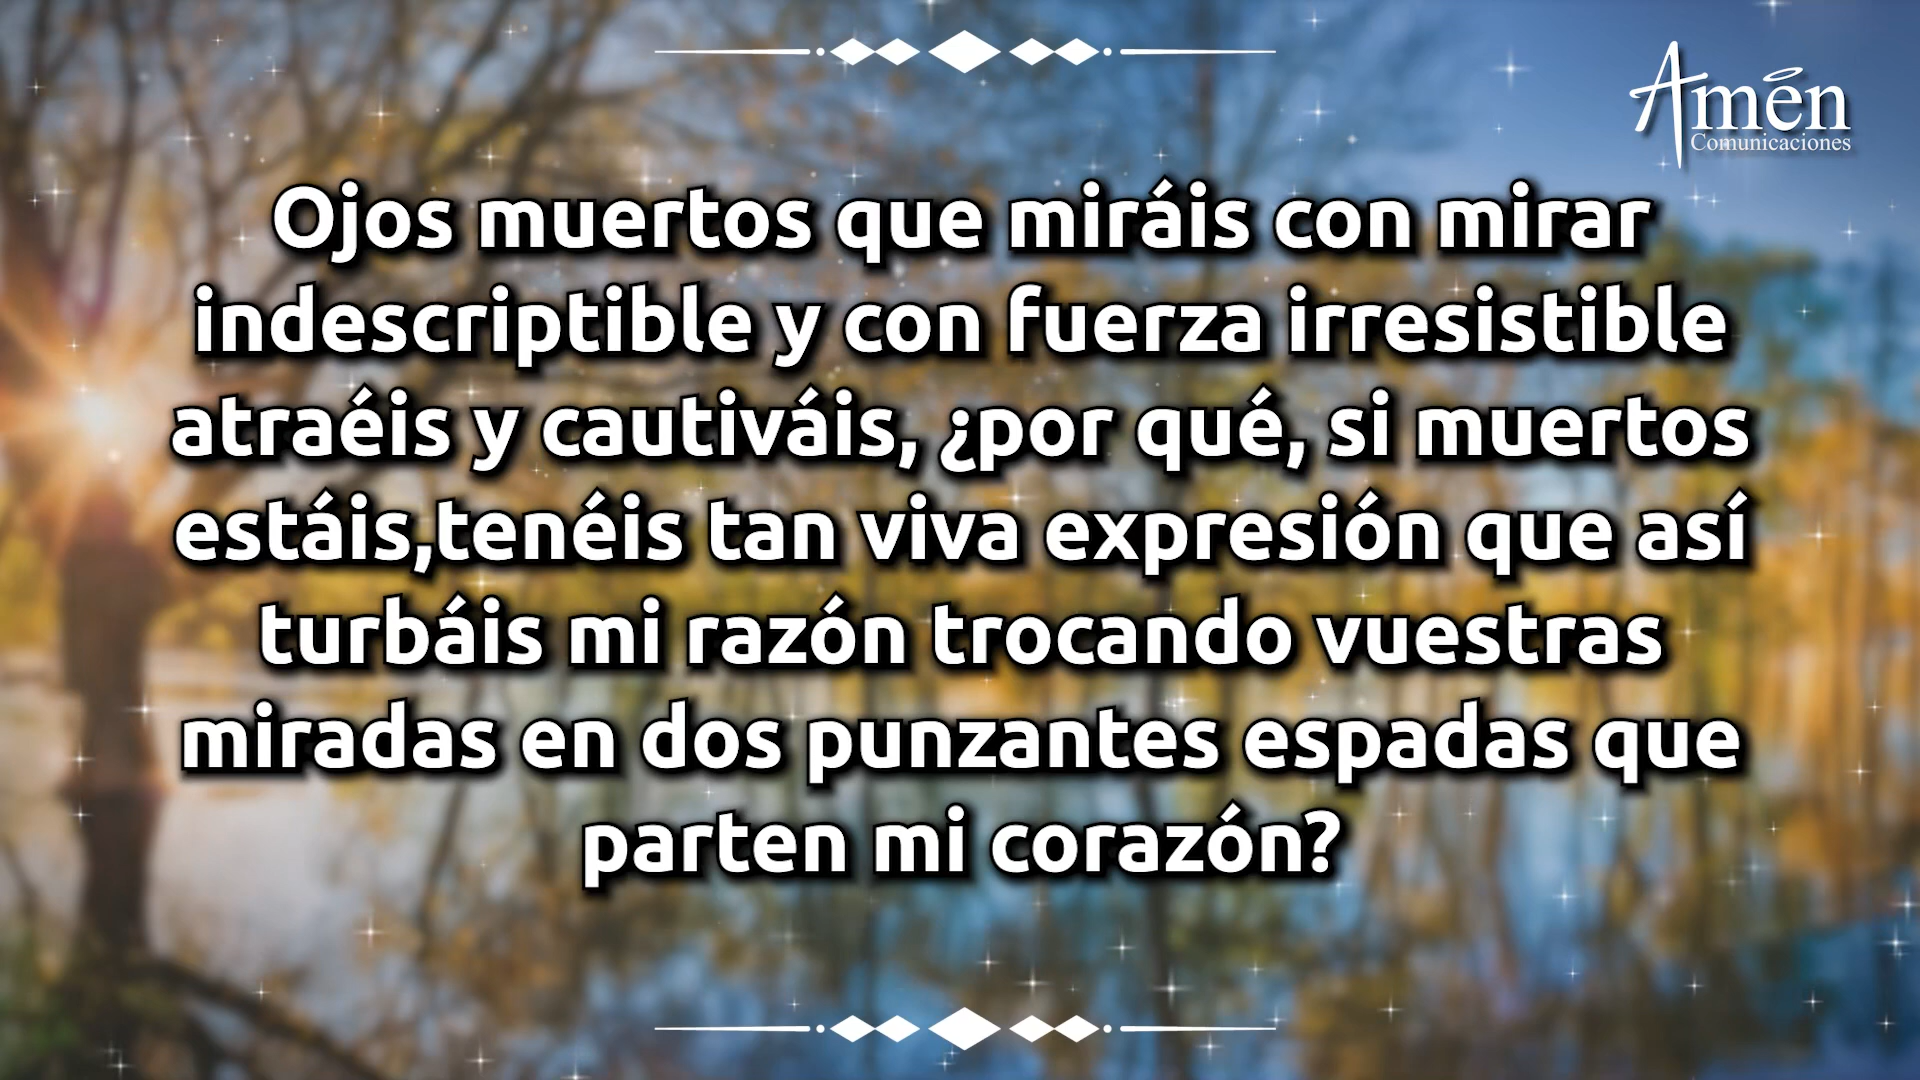 Amén
Comunicaciones
Ojos muertos que miráis con mirar
indescriptible y con fuerza irresistible
atraéis y cautiváis, ¿por qué, si muertos
estáis,tenéis tan viva expresión que así
turbáis mi razón trocando vuestras
miradas en dos punzantes espadas que
parten mi corazón?